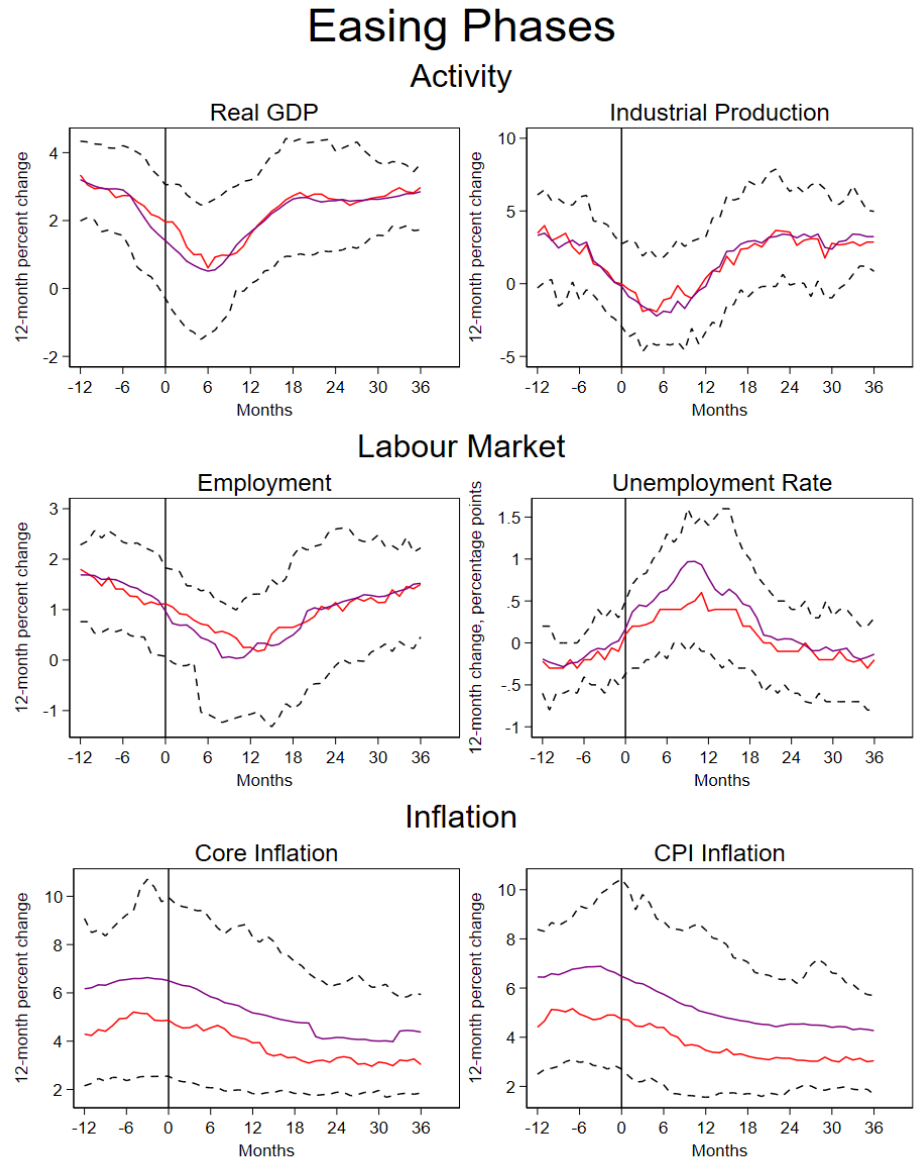 Easing Phases
Activity
Real GDP
12-month percent change
4
2
0
-2
-12 -6 0 6 12 18 24 30 36
Months
Industrial Production
12-month percent change
10
5
0
-5
-12 -6 0 6 12 18 24 30 36
Months
Labour Market
Employment
12-month percent change
3
2
1
0
-1
-12 -6 0 6 12 18 24 30 36
Months
Unemployment Rate
12-month change, percentage points
1.5
1
.5
0
-.5
-1
-12 -6 0 6 12 18 24 30 36
Months
Inflation
Core Inflation
12-month percent change
10
8
6
4
2
-12 -6 0 6 12 18 24 30 36
Months
CPI Inflation
12-month percent change
10
8
6
4
2
-12 -6 0 6 12 18 24 30 36
Months